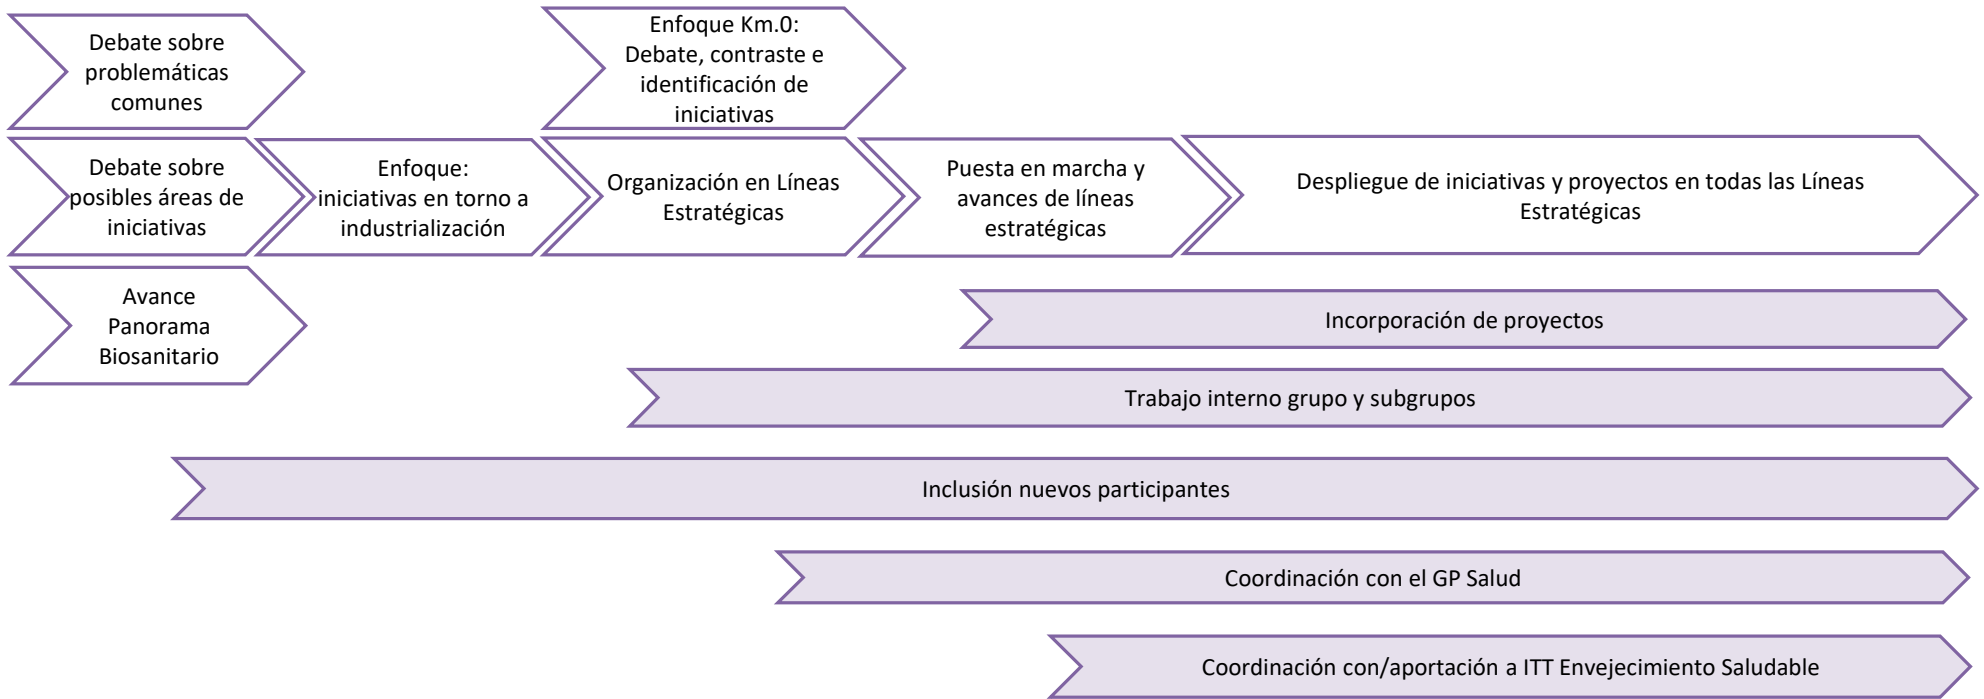 Debate sobre
problemáticas
comunes
Enfoque Km.0:
Debate, contraste e
identificación de
iniciativas
Debate sobre
posibles áreas de
iniciativas
Enfoque:
iniciativas en torno a
industrialización
Organización en Líneas
Estratégicas
Puesta en marcha y
avances de líneas
estratégicas
Despliegue de iniciativas y proyectos en todas las Líneas
Estratégicas
Avance
Panorama
Biosanitario
Incorporación de proyectos
Trabajo interno grupo y subgrupos
Inclusión nuevos participantes
Coordinación con el GP Salud
Coordinación con/aportación a ITT Envejecimiento Saludable